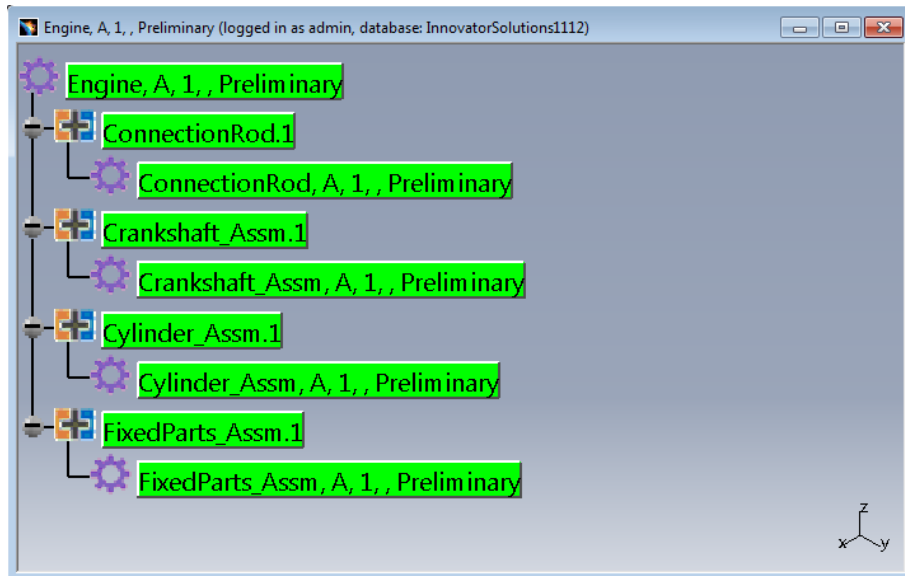 Engine, A, 1, , Preliminary (logged in as admin, database: InnovatorSolutions1112)
Engine, A, 1, , Preliminary
ConnectionRod.1
ConnectionRod, A, 1, , Preliminary
Crankshaft_Assm.1
Crankshaft_Assm, A, 1, , Preliminary
Cylinder_Assm.1
Cylinder_Assm, A, 1, , Preliminary
FixedParts_Assm.1
FixedParts_Assm, A, 1, , Preliminary
z
x y